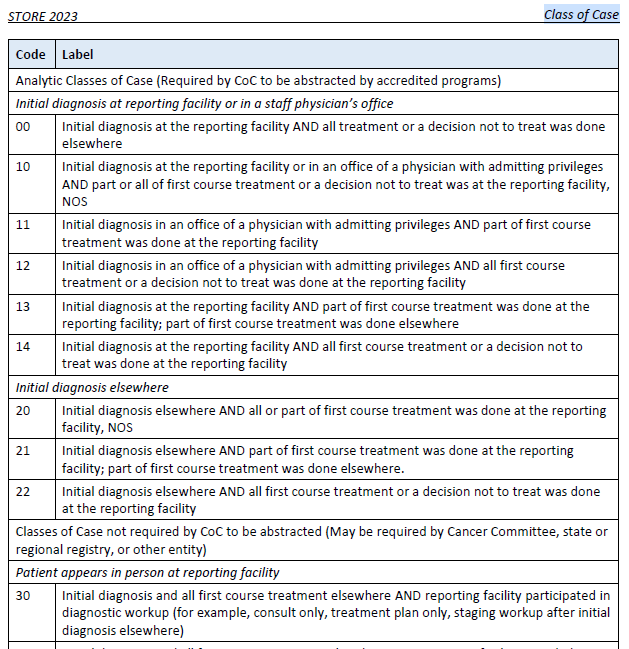 STORE 2023
Class of Case
Code Label
Analytic Classes of Case (Required by CoC to be abstracted by accredited programs)
Initial diagnosis at reporting facility or in a staff physician's office
00 Initial diagnosis at the reporting facility AND all treatment or a decision not to treat was done
elsewhere
10 Initial diagnosis at the reporting facility or in an office of a physician with admitting privileges
AND part or all of first course treatment or a decision not to treat was at the reporting facility,
NOS
11 Initial diagnosis in an office of a physician with admitting privileges AND part of first course
treatment was done at the reporting facility
12 Initial diagnosis in an office of a physician with admitting privileges AND all first course
treatment or a decision not to treat was done at the reporting facility
13 Initial diagnosis at the reporting facility AND part of first course treatment was done at the
reporting facility; part of first course treatment was done elsewhere
14 Initial diagnosis at the reporting facility AND all first course treatment or a decision not to
treat was done at the reporting facility
Initial diagnosis elsewhere
20 Initial diagnosis elsewhere AND all or part of first course treatment was done at the reporting
facility, NOS
21 Initial diagnosis elsewhere AND part of first course treatment was done at the reporting
facility; part of first course treatment was done elsewhere.
22 Initial diagnosis elsewhere AND all first course treatment or a decision not to treat was done
at the reporting facility
Classes of Case not required by CoC to be abstracted (May be required by Cancer Committee, state or
regional registry, or other entity)
Patient appears in person at reporting facility
30 Initial diagnosis and all first course treatment elsewhere AND reporting facility participated in
diagnostic workup (for example, consult only, treatment plan only, staging workup after initial
diagnosis elsewhere)